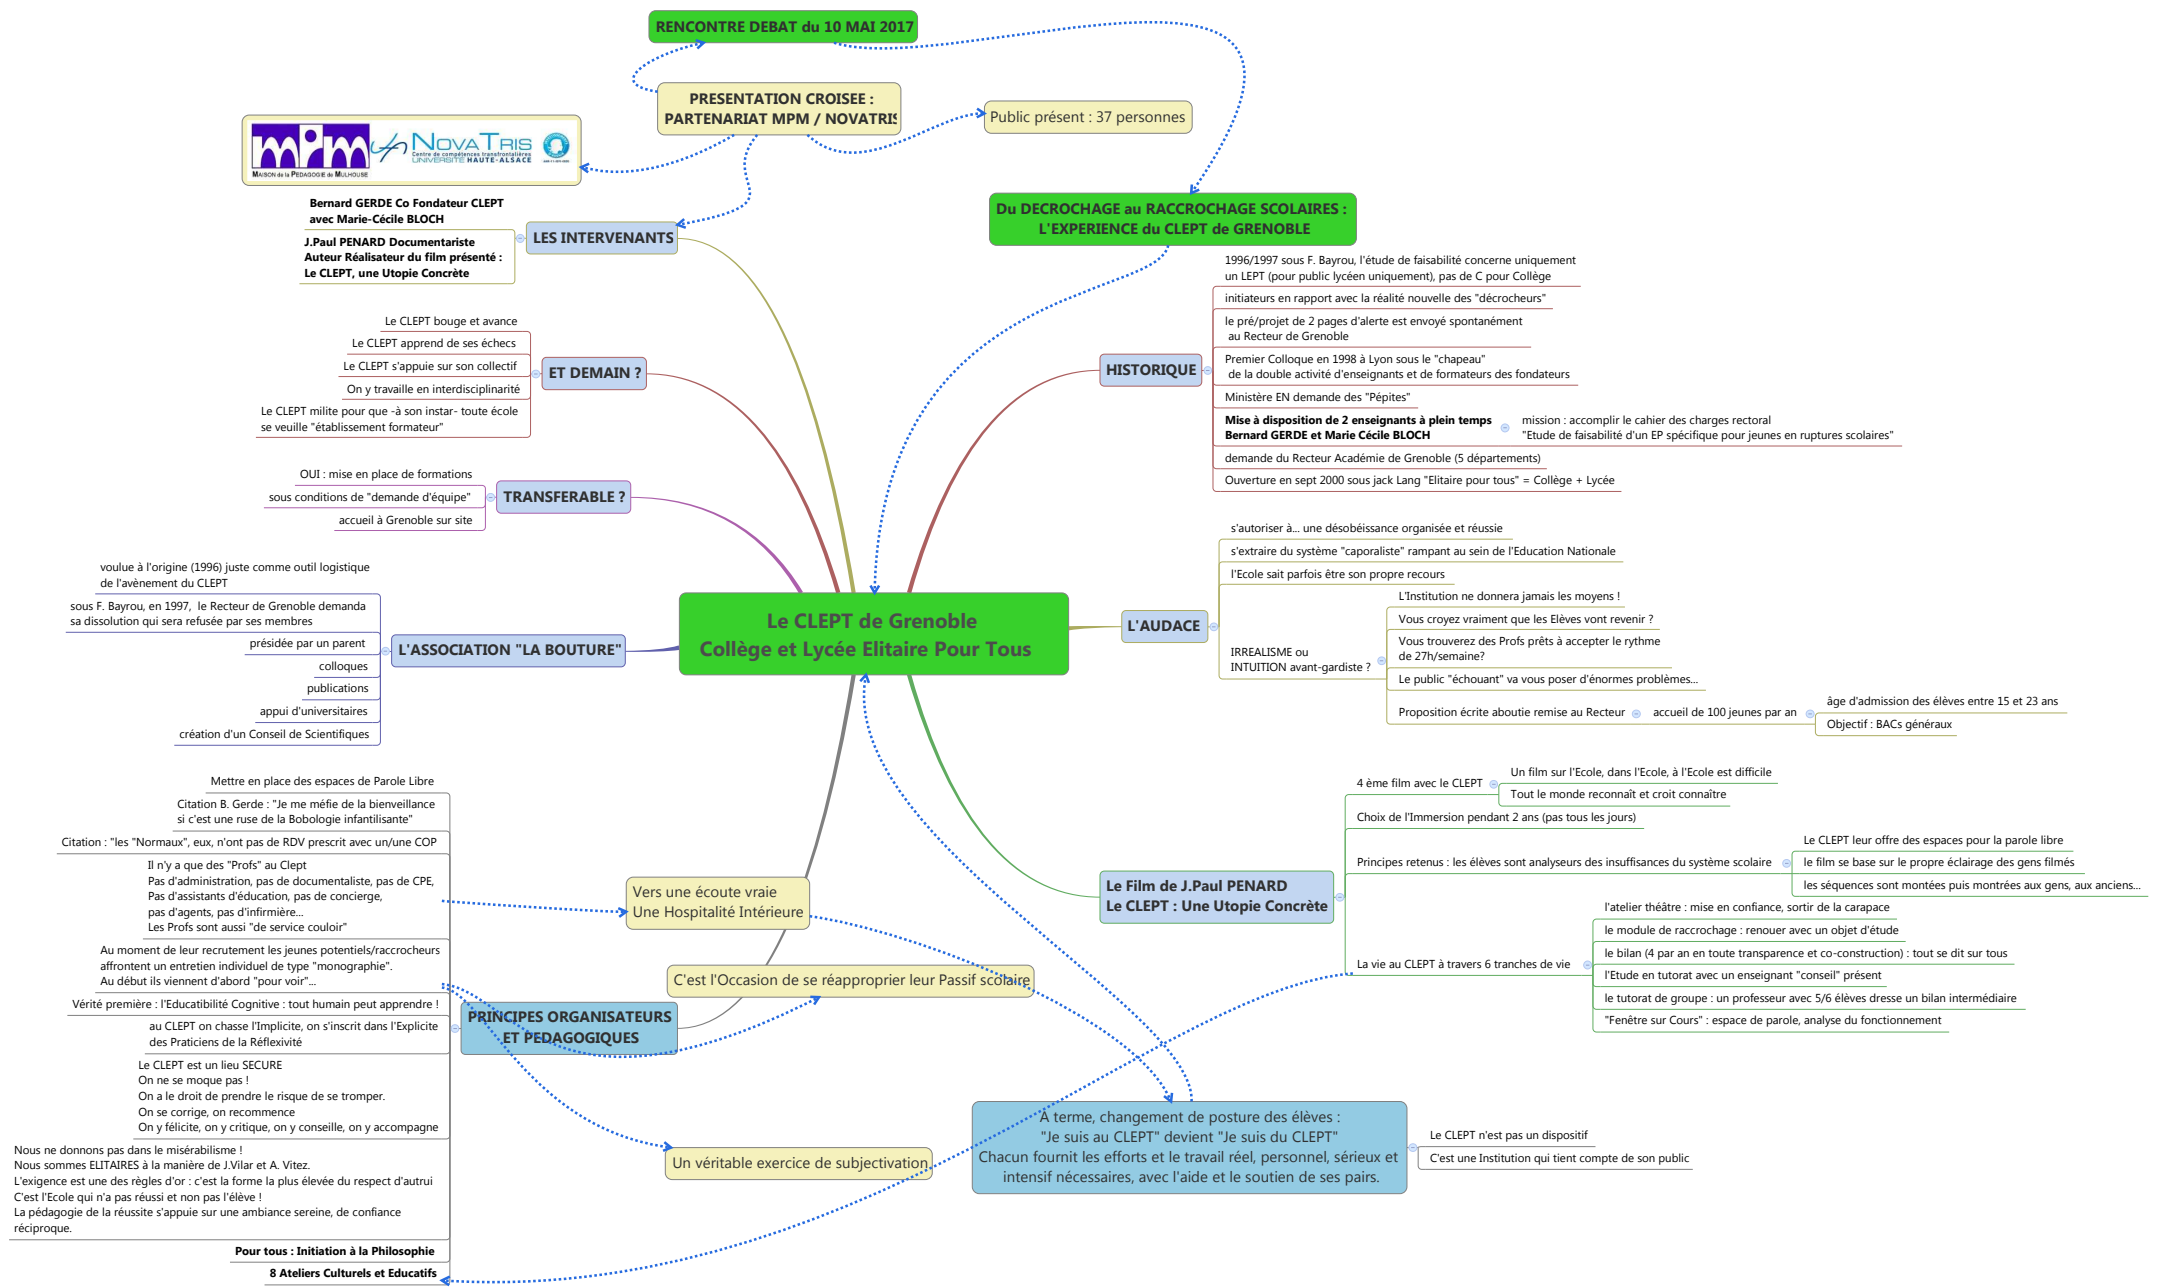 RENCONTRE DEBAT du 10 MAI 2017
PRESENTATION CROISEE :
PARTENARIAT MPM / NOVATRIS
Public présent : 37 personnes
mpm
MAISON de la PEDAGOGIE de MULHOUSE
NOVATRIS
Centre de compétences transfrontalières
UNIVERSITÉ HAUTE-ALSACE
Du DECROCHAGE au RACCROCHAGE SCOLAIRES :
L'EXPERIENCE du CLEPT de GRENOBLE
LES INTERVENANTS
Bernard GERDE Co Fondateur CLEPT
avec Marie-Cécile BLOCH
J.Paul PENARD Documentariste
Auteur Réalisateur du film présenté :
Le CLEPT, une Utopie Concrète
ET DEMAIN ?
Le CLEPT bouge et avance
Le CLEPT apprend de ses échecs
Le CLEPT s'appuie sur son collectif
On y travaille en interdisciplinarité
Le CLEPT milite pour que -à son instar- toute école
se veuille "établissement formateur"
TRANSFERABLE ?
OUI : mise en place de formations
sous conditions de "demande d'équipe"
accueil à Grenoble sur site
L'ASSOCIATION "LA BOUTURE"
voulue à l'origine (1996) juste comme outil logistique
de l'avènement du CLEPT
sous F. Bayrou, en 1997,  le Recteur de Grenoble demanda
sa dissolution qui sera refusée par ses membres
présidée par un parent
colloques
publications
appui d'universitaires
création d'un Conseil de Scientifiques
Le CLEPT de Grenoble
Collège et Lycée Elitaire Pour Tous
HISTORIQUE
1996/1997 sous F. Bayrou, l'étude de faisabilité concerne uniquement
un LEPT (pour public lycéen uniquement), pas de C pour Collège
initiateurs en rapport avec la réalité nouvelle des "décrocheurs"
le pré/projet de 2 pages d'alerte est envoyé spontanément
au Recteur de Grenoble
Premier Colloque en 1998 à Lyon sous le "chapeau"
de la double activité d'enseignants et de formateurs des fondateurs
Ministère EN demande des "Pépites"
Mise à disposition de 2 enseignants à plein temps
Bernard GERDE et Marie Cécile BLOCH
mission : accomplir le cahier des charges rectoral
"Etude de faisabilité d'un EP spécifique pour jeunes en ruptures scolaires"
demande du Recteur Académie de Grenoble (5 départements)
Ouverture en sept 2000 sous jack Lang "Elitaire pour tous" = Collège + Lycée
L'AUDACE
s'autoriser à... une désobéissance organisée et réussie
s'extraire du système "caporaliste" rampant au sein de l'Education Nationale
l'Ecole sait parfois être son propre recours
IRREALISME ou
INTUITION avant-gardiste ?
L'Institution ne donnera jamais les moyens !
Vous croyez vraiment que les Elèves vont revenir ?
Vous trouverez des Profs prêts à accepter le rythme
de 27h/semaine?
Le public "échouant" va vous poser d'énormes problèmes...
Proposition écrite aboutie remise au Recteur
accueil de 100 jeunes par an
âge d'admission des élèves entre 15 et 23 ans
Objectif : BACs généraux
Le Film de J.Paul PENARD
Le CLEPT : Une Utopie Concrète
4 ème film avec le CLEPT
Un film sur l'Ecole, dans l'Ecole, à l'Ecole est difficile
Tout le monde reconnaît et croit connaître
Choix de l'Immersion pendant 2 ans (pas tous les jours)
Principes retenus : les élèves sont analyseurs des insuffisances du système scolaire
Le CLEPT leur offre des espaces pour la parole libre
le film se base sur le propre éclairage des gens filmés
les séquences sont montées puis montrées aux gens, aux anciens...
La vie au CLEPT à travers 6 tranches de vie
l'atelier théâtre : mise en confiance, sortir de la carapace
le module de raccrochage : renouer avec un objet d'étude
le bilan (4 par an en toute transparence et co-construction) : tout se dit sur tous
l'Etude en tutorat avec un enseignant "conseil" présent
le tutorat de groupe : un professeur avec 5/6 élèves dresse un bilan intermédiaire
"Fenêtre sur Cours" : espace de parole, analyse du fonctionnement
PRINCIPES ORGANISATEURS
ET PEDAGOGIQUES
Mettre en place des espaces de Parole Libre
Citation B. Gerde : "Je me méfie de la bienveillance
si c'est une ruse de la Bobologie infantilisante"
Citation : "les "Normaux", eux, n'ont pas de RDV prescrit avec un/une COP
Il n'y a que des "Profs" au Clept
Pas d'administration, pas de documentaliste, pas de CPE,
Pas d'assistants d'éducation, pas de concierge,
pas d'agents, pas d'infirmière...
Les Profs sont aussi "de service couloir"
Au moment de leur recrutement les jeunes potentiels/raccrocheurs
affrontent un entretien individuel de type "monographie".
Au début ils viennent d'abord "pour voir"...
Vérité première : l'Educatibilité Cognitive : tout humain peut apprendre !
au CLEPT on chasse l'Implicite, on s'inscrit dans l'Explicite
des Praticiens de la Réflexivité
Le CLEPT est un lieu SECURE
On ne se moque pas !
On a le droit de prendre le risque de se tromper.
On se corrige, on recommence
On y félicite, on y critique, on y conseille, on y accompagne
Nous ne donnons pas dans le misérabilisme !
Nous sommes ELITAIRES à la manière de J.Vilar et A. Vitez.
L'exigence est une des règles d'or : c'est la forme la plus élevée du respect d'autrui
C'est l'Ecole qui n'a pas réussi et non pas l'élève !
La pédagogie de la réussite s'appuie sur une ambiance sereine, de confiance
réciproque.
Pour tous : Initiation à la Philosophie
8 Ateliers Culturels et Educatifs
Vers une écoute vraie
Une Hospitalité Intérieure
C'est l'Occasion de se réapproprier leur Passif scolaire
Un véritable exercice de subjectivation.
A terme, changement de posture des élèves :
"Je suis au CLEPT" devient "Je suis du CLEPT"
Chacun fournit les efforts et le travail réel, personnel, sérieux et
intensif nécessaires, avec l'aide et le soutien de ses pairs.
Le CLEPT n'est pas un dispositif
C'est une Institution qui tient compte de son public